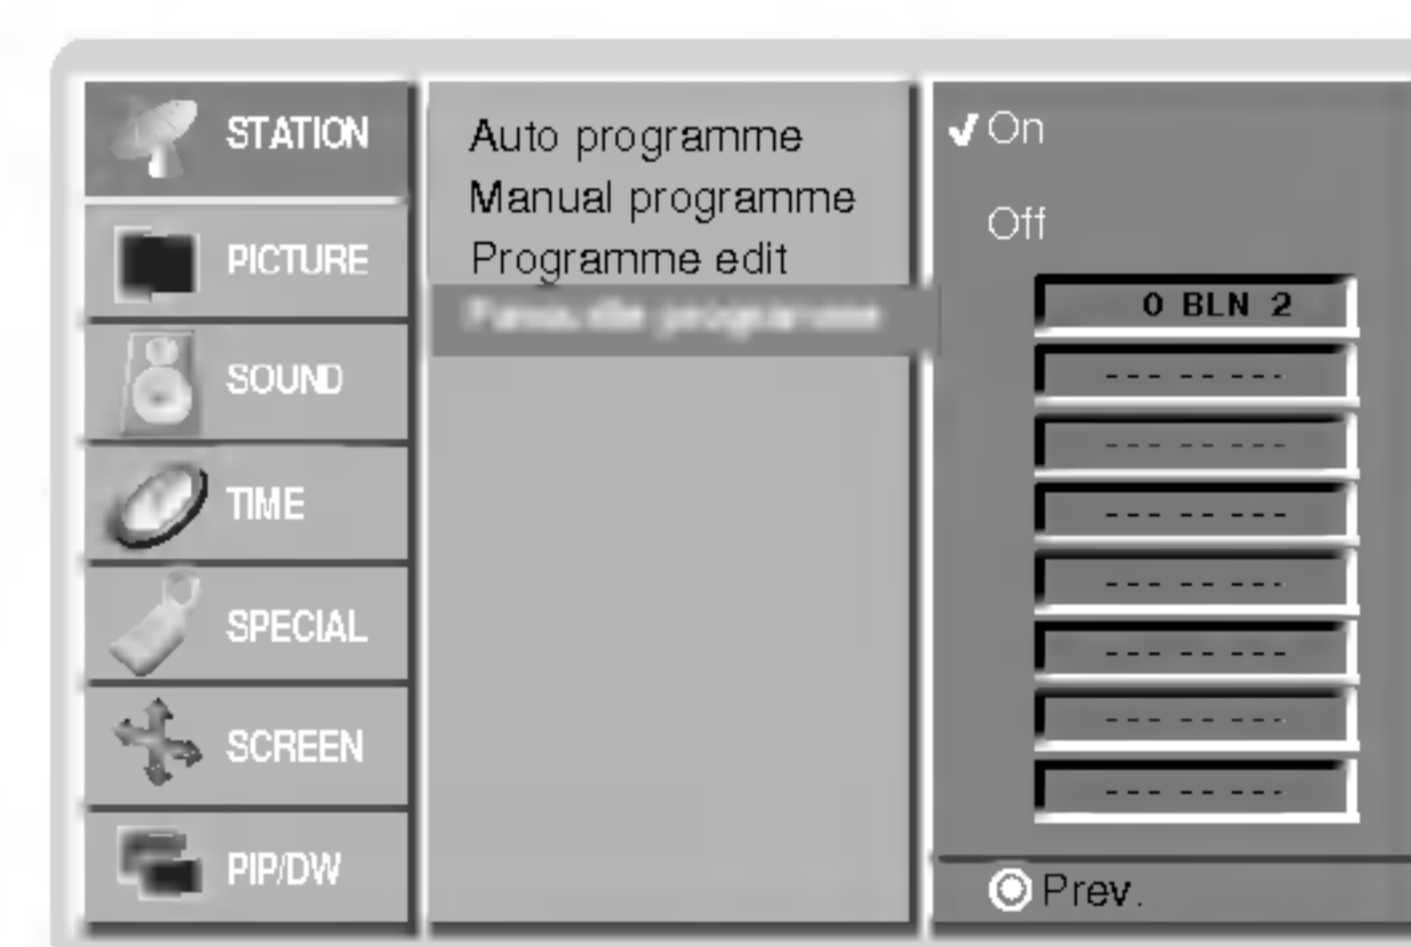 STATION
PICTURE
SOUND
TIME
SPECIAL
SCREEN
PIP/DW
Auto programme
Manual programme
Programme edit
programme
On
Off
0 BLN 2
--- -- ---
--- -- ---
--- -- ---
--- -- ---
--- -- ---
--- -- ---
--- -- ---
Prev.